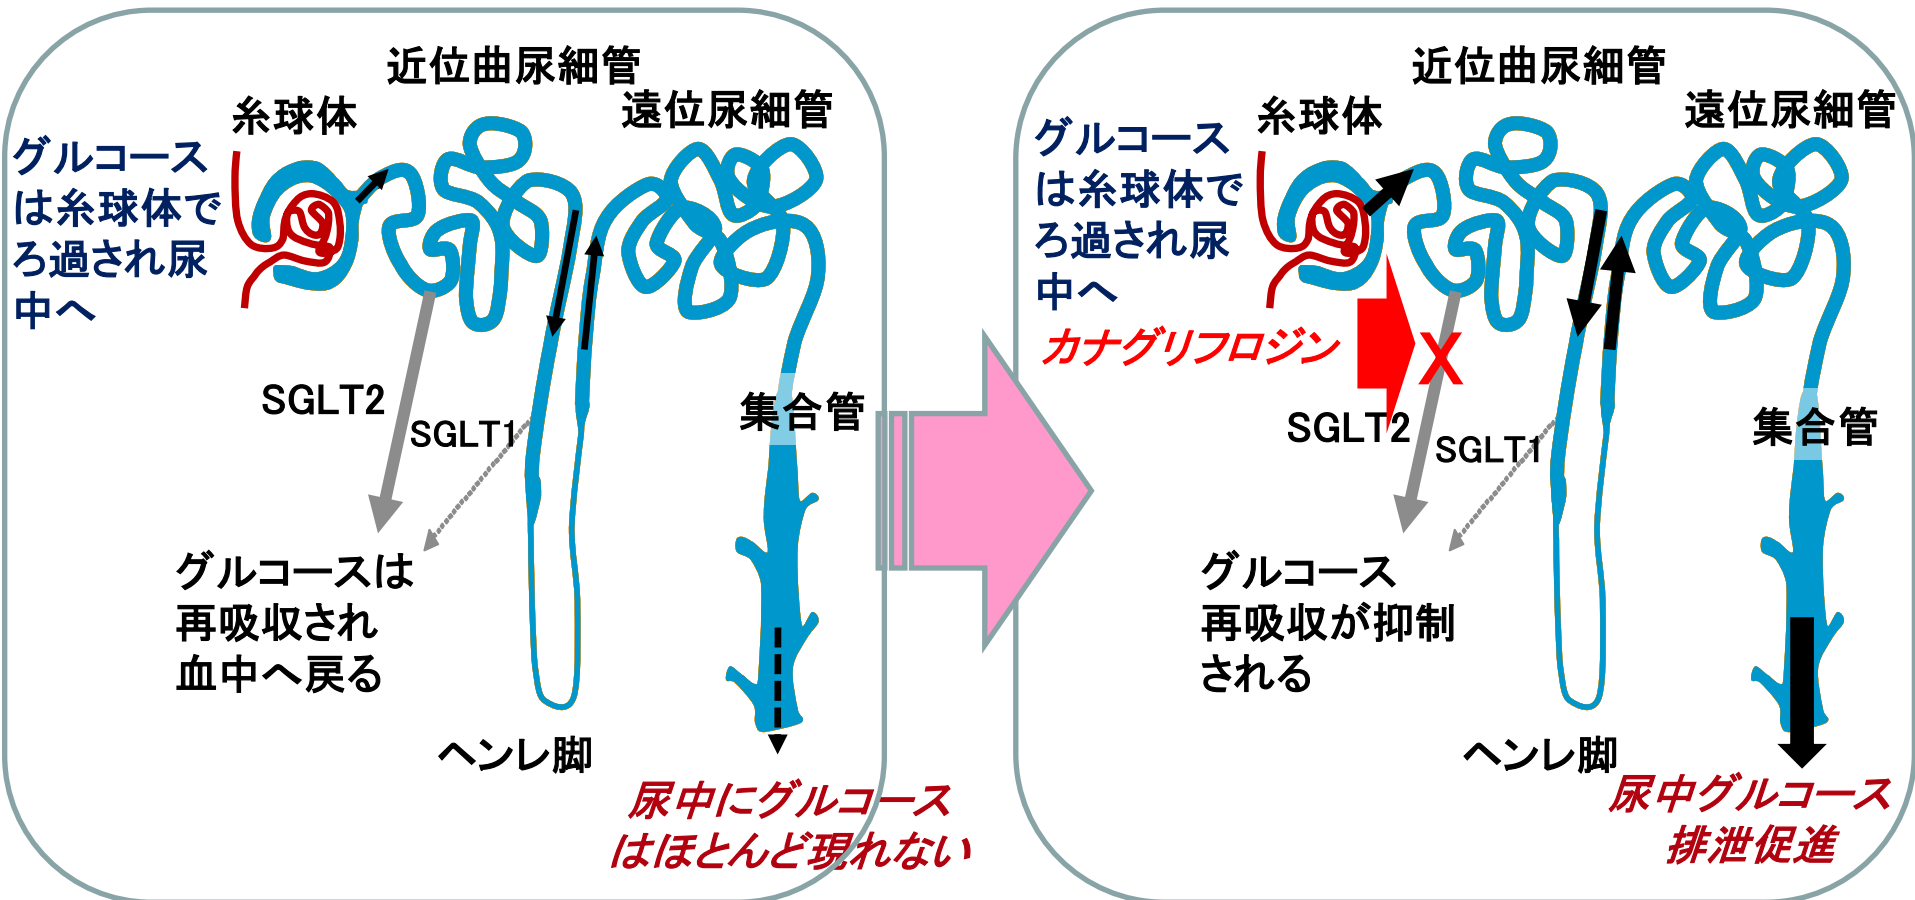 近位曲尿細管
糸球体
遠位尿細管
グルコース
は糸球体で
ろ過され尿
中へ
SGLT2
SGLT1
集合管
グルコースは
再吸収され
血中へ戻る
ヘンレ脚
尿中にグルコース
はほとんど現れない
近位曲尿細管
糸球体
遠位尿細管
グルコース
は糸球体で
ろ過され尿
中へ
カナグリフロジン
X
SGLT2
SGLT1
集合管
グルコース
再吸収が抑制
される
ヘンレ脚
尿中グルコース
排泄促進